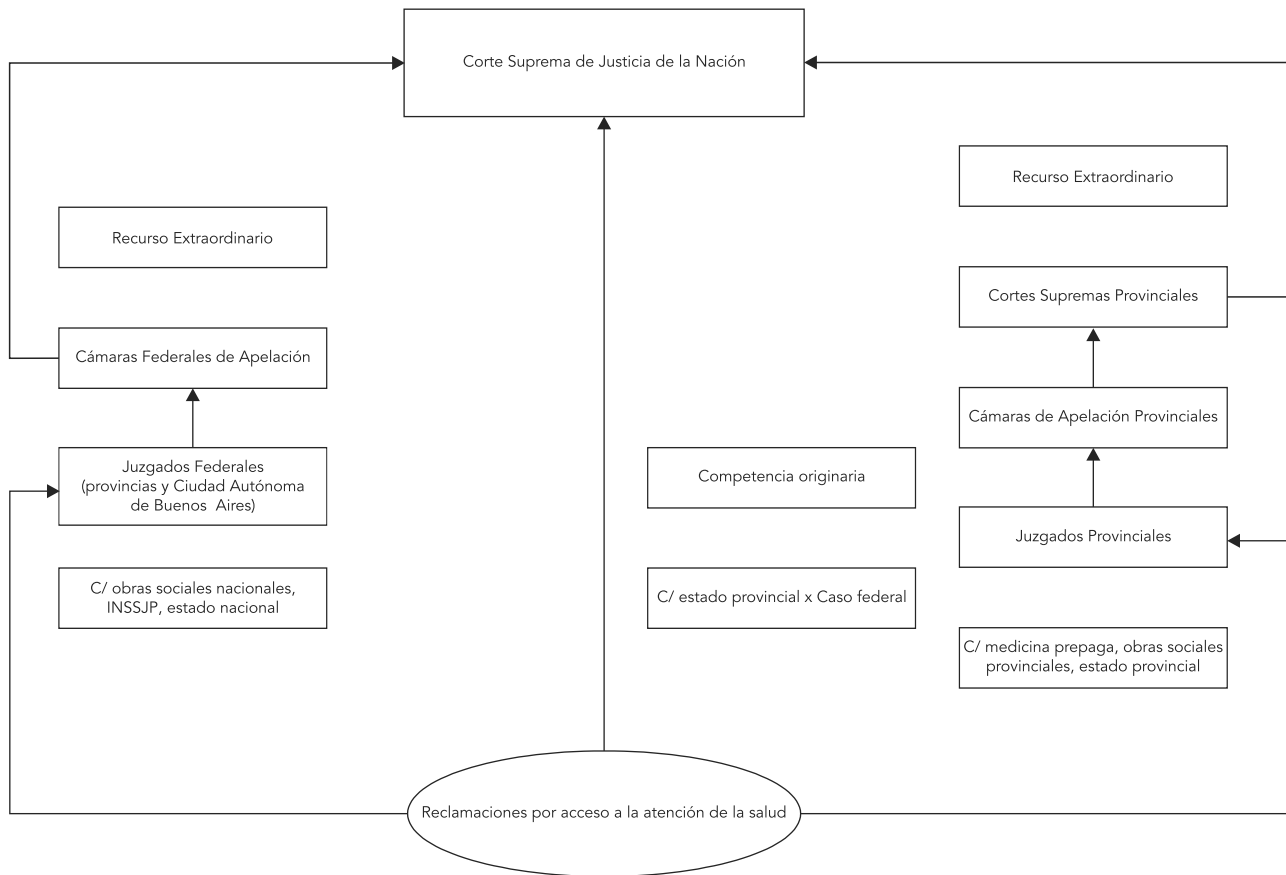 Corte Suprema de Justicia de la Nación
Recurso Extraordinario
Recurso Extraordinario
Cortes Supremas Provinciales
Cámaras Federales de Apelación
Cámaras de Apelación Provinciales
Juzgados Federales
(provincias y Ciudad Autónoma
de Buenos Aires)
Competencia originaria
Juzgados Provinciales
C/ obras sociales nacionales,
INSSJP, estado nacional
C/ estado provincial x Caso federal
C/ medicina prepaga, obras sociales
provinciales, estado provincial
Reclamaciones por acceso a la atención de la salud